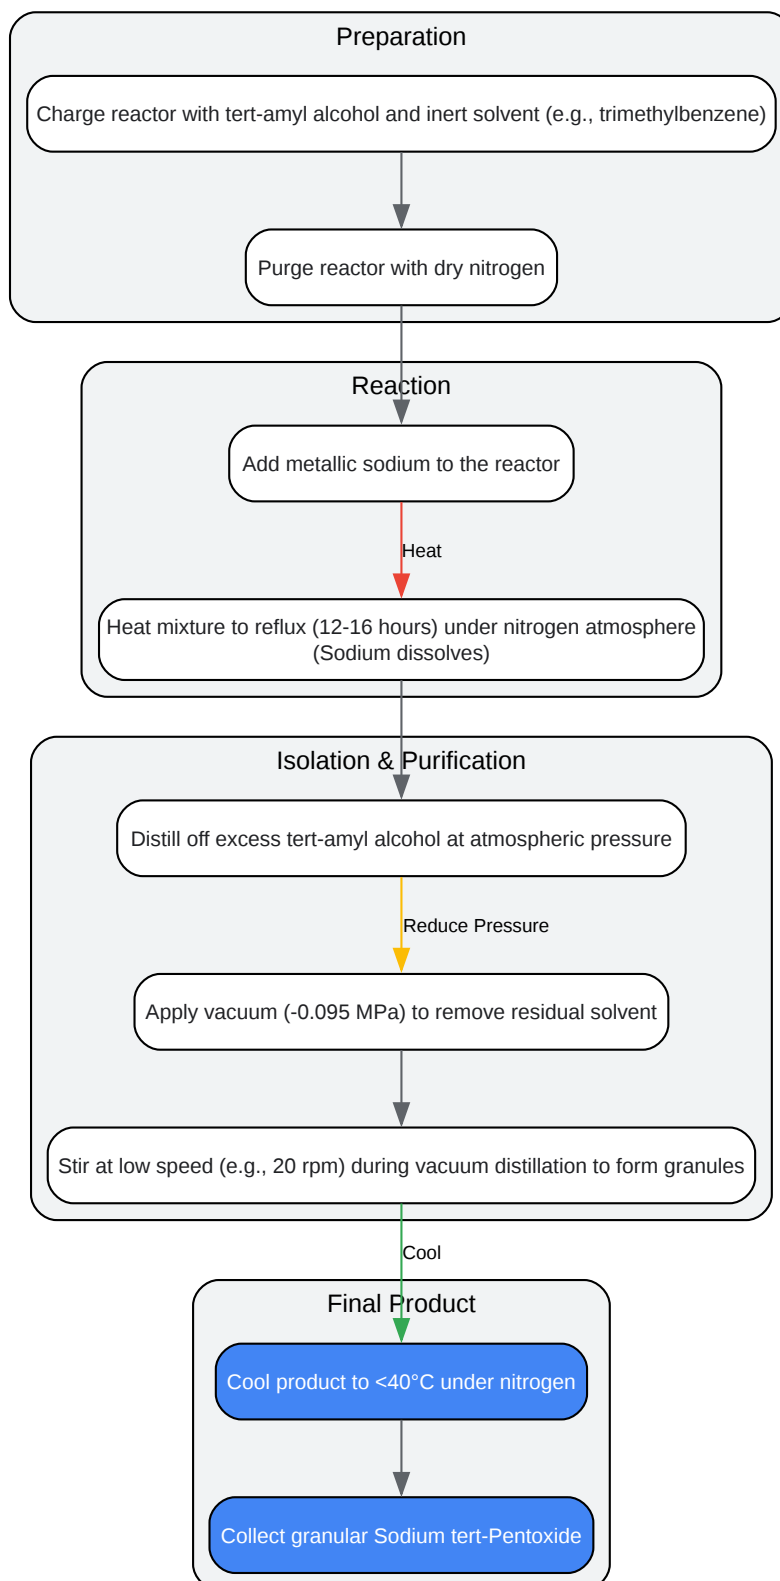 Preparation
Charge reactor with tert-amyl alcohol and inert solvent (e.g., trimethylbenzene)
Purge reactor with dry nitrogen
Reaction
Add metallic sodium to the reactor
Heat
Heat mixture to reflux (12-16 hours) under nitrogen atmosphere
(Sodium dissolves)
Isolation & Purification
Distill off excess tert-amyl alcohol at atmospheric pressure
Reduce Pressure
Apply vacuum (-0.095 MPa) to remove residual solvent
Stir at low speed (e.g., 20 rpm) during vacuum distillation to form granules
Cool
Final Product
Cool product to <40°C under nitrogen
Collect granular Sodium tert-Pentoxide